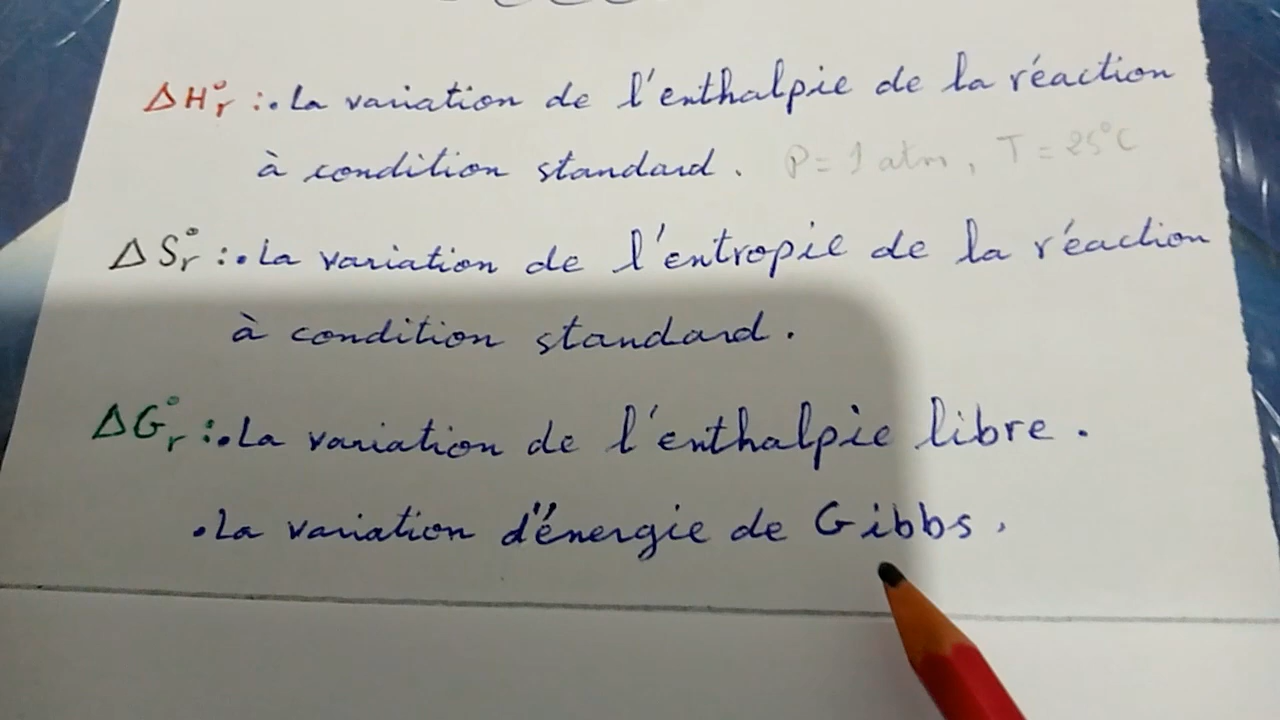 ΔH°r :. La variation de l'enthalpie de la réaction
à condition standard. P = 1 atm, T = 25°C
ΔS°r :. La variation de l'entropie de la réaction
à condition standard.
ΔG°r :. La variation de l'enthalpie libre.
. La variation d'énergie de Gibbs.